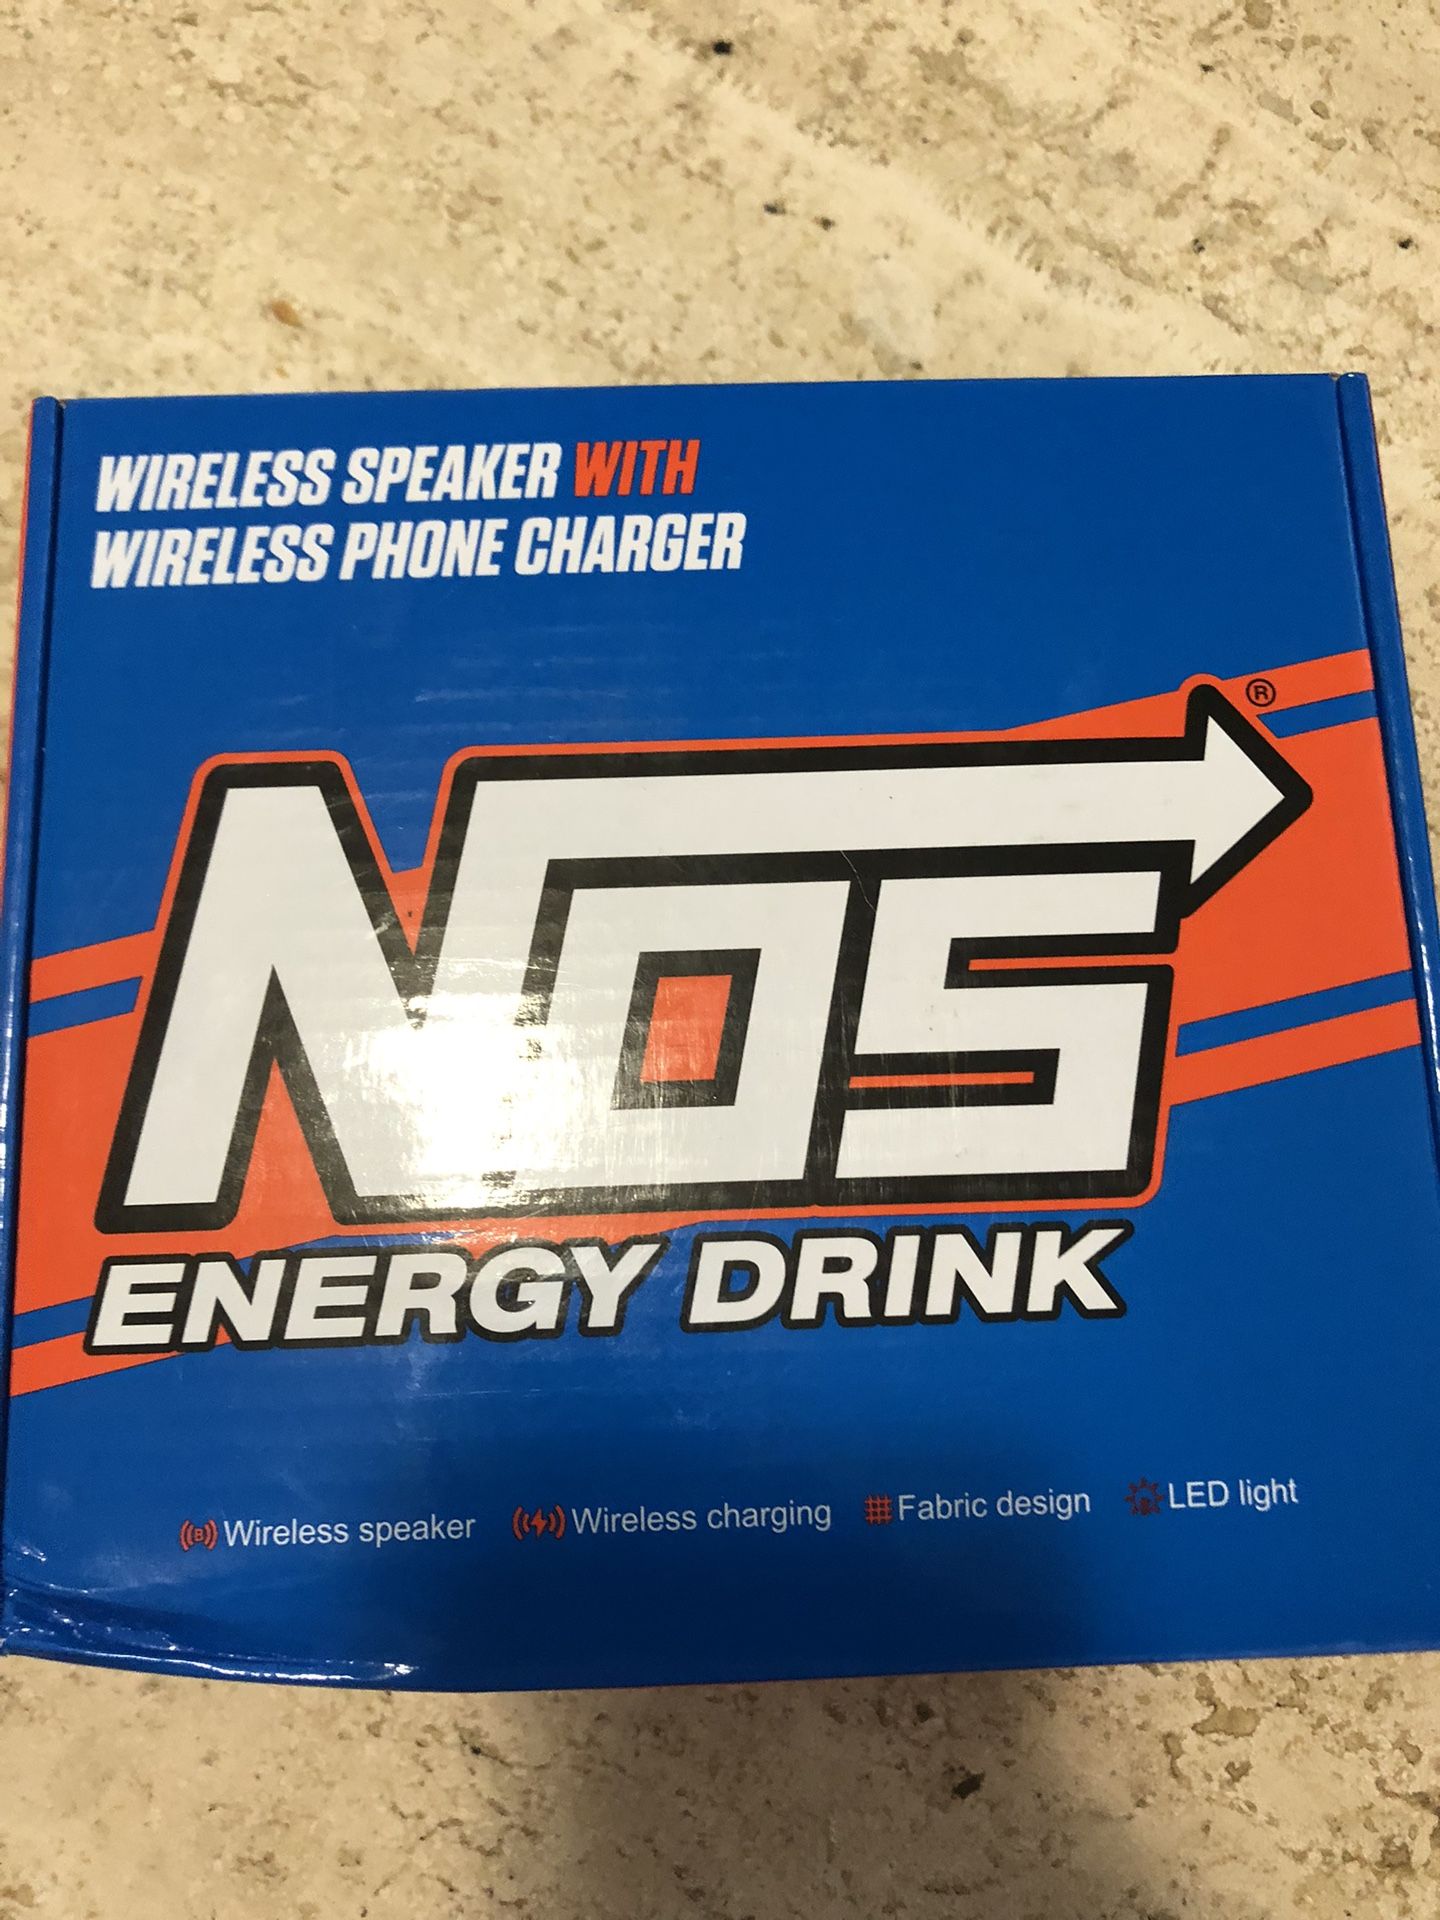 WIRELESS SPEAKER WITH
WIRELESS PHONE CHARGER
NOS®
ENERGY DRINK
Wireless speaker Wireless charging Fabric design LED light